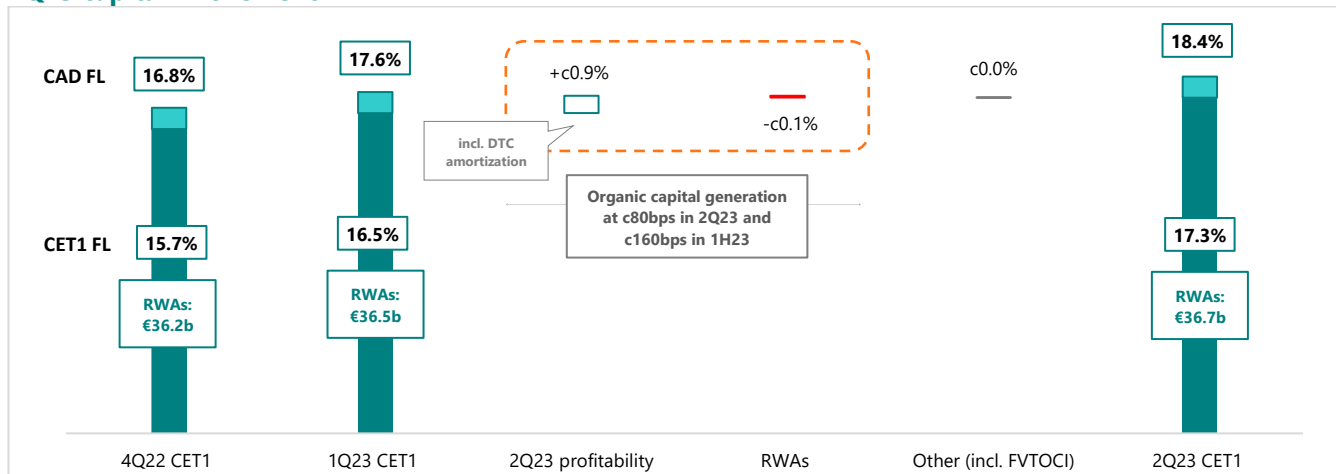 CAD FL
16.8%
17.6%
+c0.9%
-c0.1%
c0.0%
18.4%
incl. DTC
amortization
Organic capital generation
at c80bps in 2Q23 and
c160bps in 1H23
CET1 FL
15.7%
16.5%
17.3%
RWAs:
€36.2b
RWAs:
€36.5b
RWAs:
€36.7b
4Q22 CET1
1Q23 CET1
2Q23 profitability
RWAs
Other (incl. FVTOCI)
2Q23 CET1